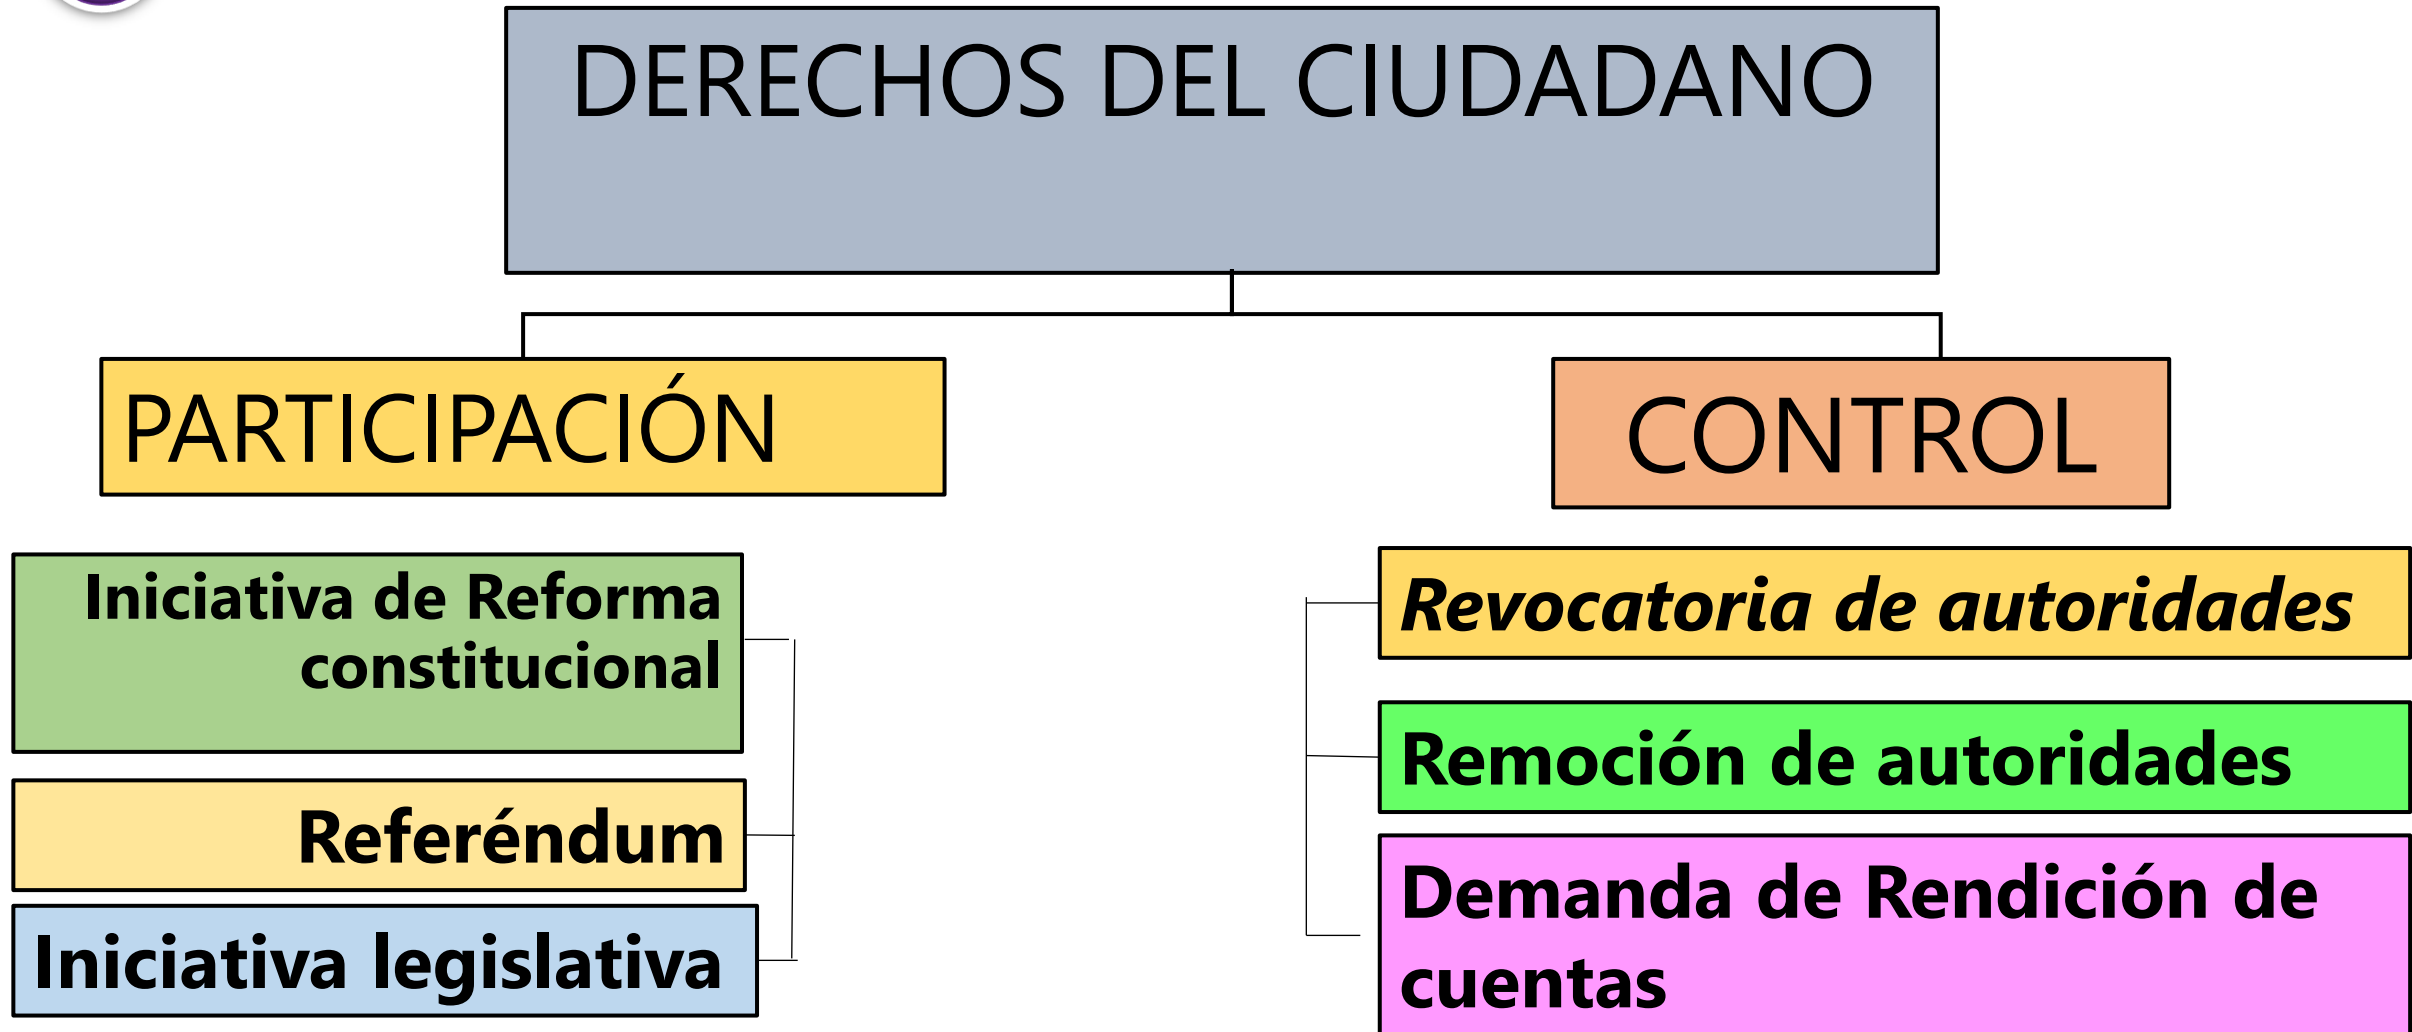 DERECHOS DEL CIUDADANO
PARTICIPACIÓN
CONTROL
Iniciativa de Reforma
constitucional
Referéndum
Iniciativa legislativa
Revocatoria de autoridades
Remoción de autoridades
Demanda de Rendición de
cuentas